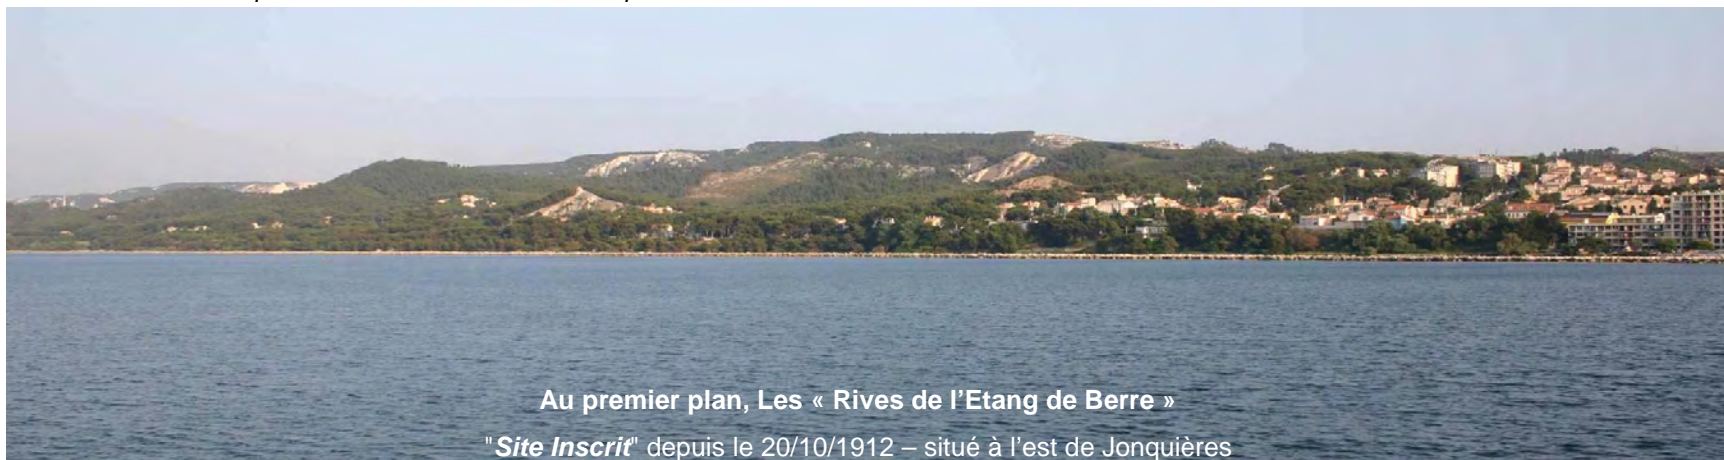 Au premier plan, Les « Rives de l’Etang de Berre »
"Site Inscrit" depuis le 20/10/1912 – situé à l’est de Jonquières